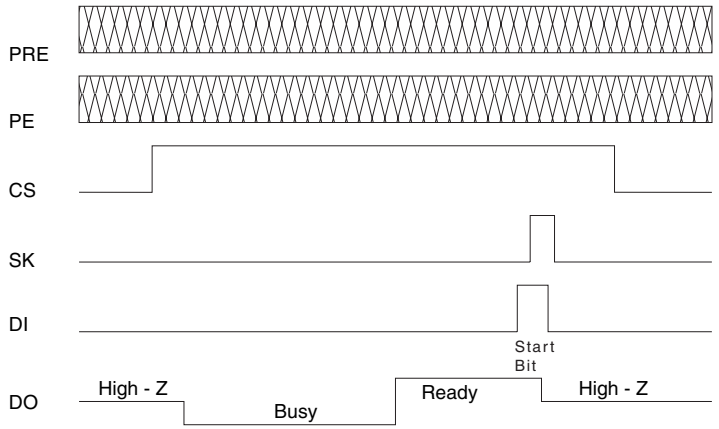 PRE
PE
CS
SK
DI
Start
Bit
DO
High - Z
Busy
Ready
High - Z